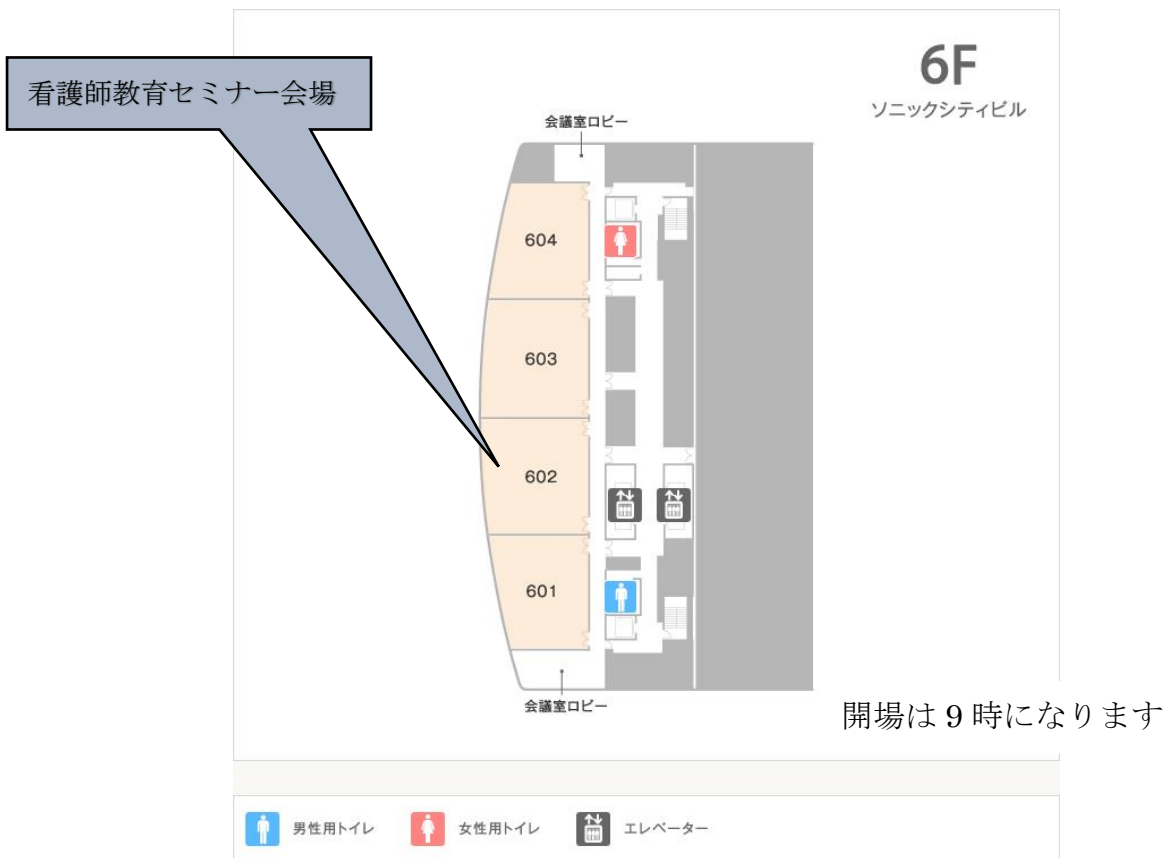 看護師教育セミナー会場
6F
ソニックシティビル
会議室ロビー
604
603
602
601
会議室ロビー
開場は 9 時になります
男性用トイレ
女性用トイレ
エレベーター